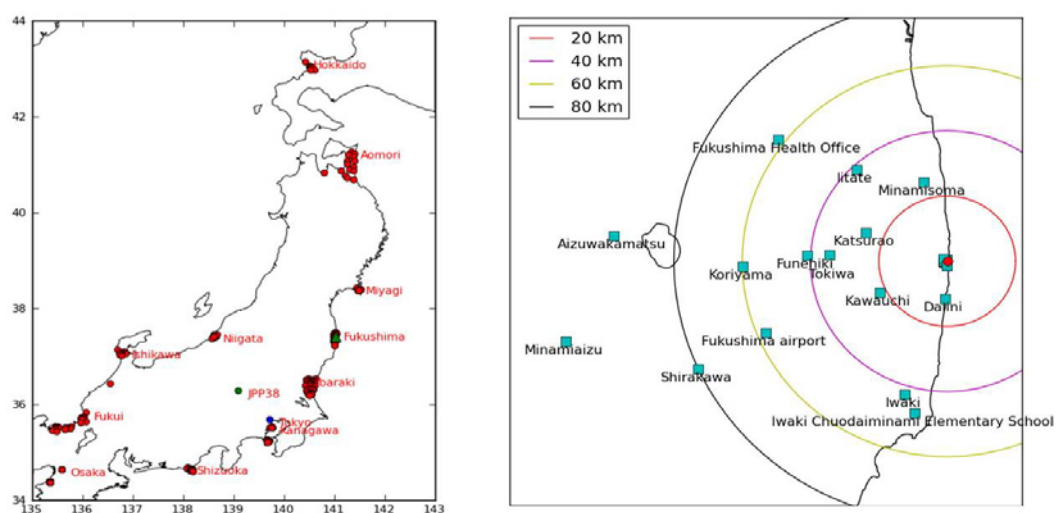 44
42
40
38
36
34
135
136
137
138
139
140
141
142
143
Hokkaido
Aomori
Miyagi
Niigata
Fukushima
Ishikawa
Ibaraki
JPP38
Fukui
Tokyo
Kanagawa
Osaka
Shizuoka
20 km
40 km
60 km
80 km
Fukushima Health Office
Iitate
Minamisoma
Katsurao
Aizuwakamatsu
Funehiki
Tokiwa
Koriyama
Kawauchi
Daiini
Fukushima airport
Minamiaizu
Shirakawa
Iwaki
Iwaki Chuodaiminami Elementary School